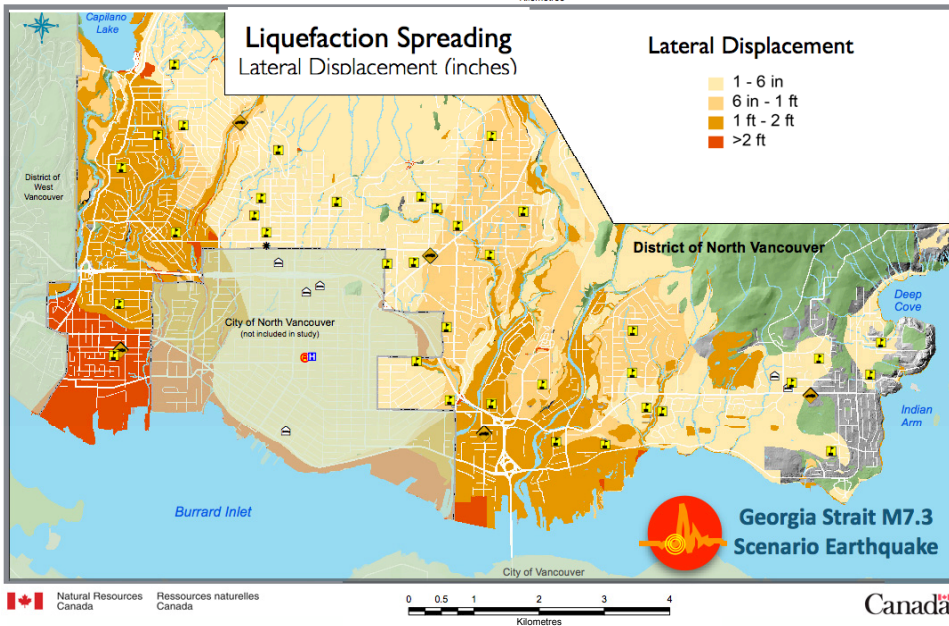 Kilometres
Capilano
Lake
Liquefaction Spreading
Lateral Displacement (inches)
Lateral Displacement
1 - 6 in
6 in - 1 ft
1 ft - 2 ft
>2 ft
District of
West
Vancouver
District of North Vancouver
Deep
Cove
City of North Vancouver
(not included in study)
H
Indian
Arm
Burrard Inlet
Georgia Strait M7.3
Scenario Earthquake
City of Vancouver
Natural Resources
Canada
Ressources naturelles
Canada
0 0.5 1 2 3 4
Kilometres
Canada